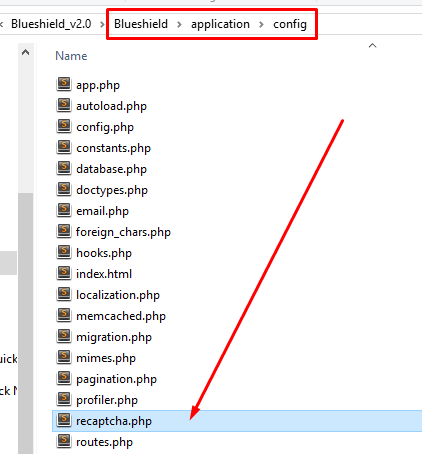 < Blueshield_v2.0 > Blueshield > application > config
Name
app.php
autoload.php
config.php
constants.php
database.php
doctypes.php
email.php
foreign_chars.php
hooks.php
index.html
localization.php
memcached.php
migration.php
mimes.php
uick
pagination.php
ck N
profiler.php
recaptcha.php
routes.php